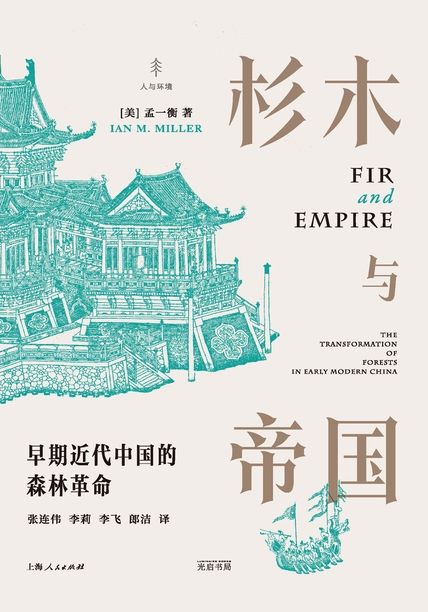 人与环境
[美] 孟一衡 著
IAN M. MILLER
杉木
FIR
and
EMPIRE
与
THE
TRANSFORMATION
OF
FORESTS
IN EARLY MODERN CHINA
帝国
早期近代中国的
森林革命
张连伟 李莉 李飞 郎洁 译
上海人民出版社
LUMINAIRE BOOKS
光启书局